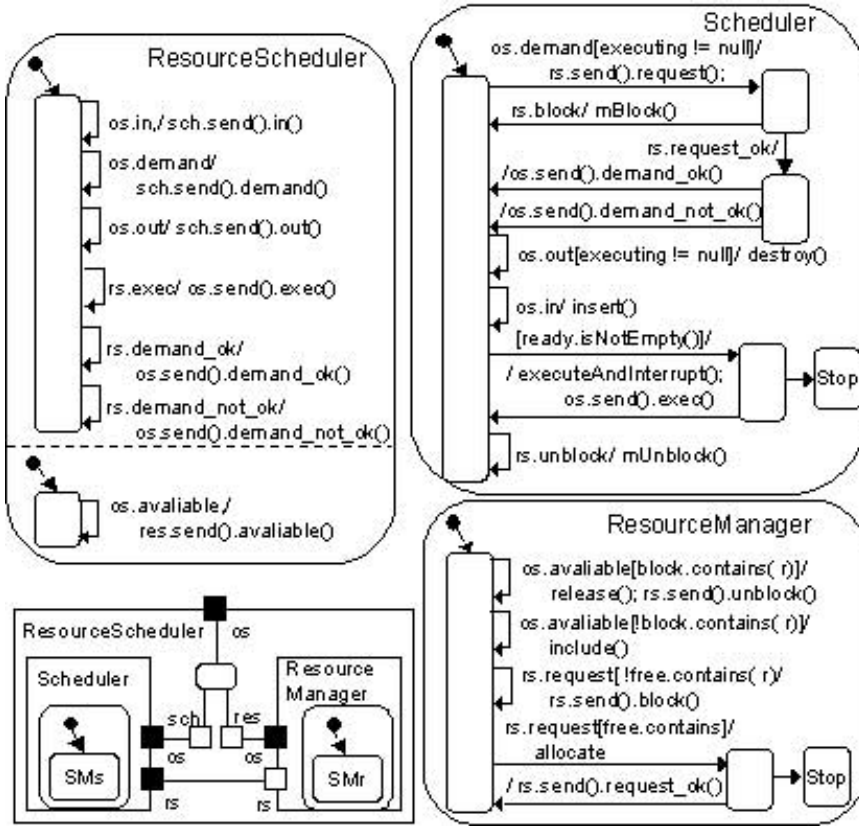 ResourceScheduler
os.in,/ sch.send().in()
os.demand/
sch.send().demand()
os.out/ sch.send().out()
rs.exec/ os.send().exec()
rs.demand_ok/
os.send().demand_ok()
rs.demand_not_ok/
os.send().demand_not_ok()
os.avaliable,/
res.send().avaliable()
Scheduler
os.demand[executing != null]/
rs.send().request();
rs.block/ mBlock()
rs.request_ok/
/os.send().demand_ok()
/os.send().demand_not_ok()
os.out[executing != null]/ destroy()
os.in/ insert()
[ready.isNotEmpty()]/
/ executeAndInterrupt();
os.send().exec()
Stop
rs.unblock/ mUnblock()
ResourceManager
os.avaliable[block.contains( r)]/
release(); rs.send().unblock()
os.avaliable[!block.contains( r)]/
include()
rs.request[ !free.contains( r)/
rs.send().block()
rs.request[free.contains]/
allocate
/ rs.send().request_ok()
Stop
ResourceScheduler
os
Scheduler
Resource
Manager
sch
res
os
os
SMs
SMr
rs
rs